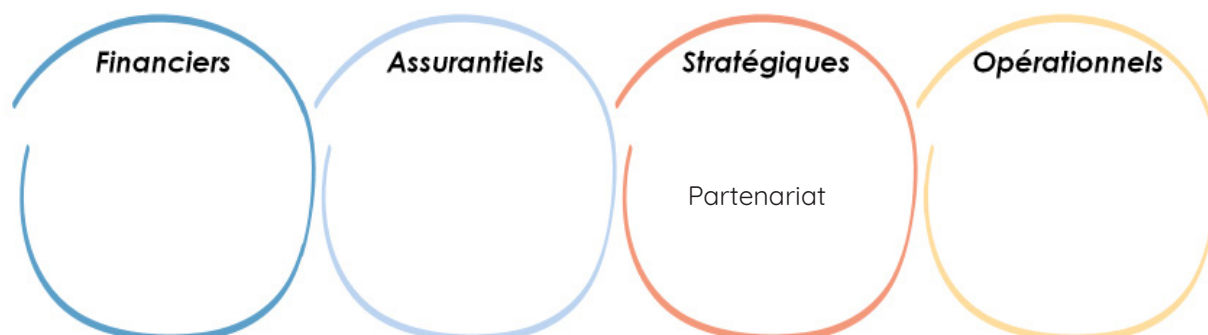 Financiers
Assurantiels
Stratégiques
Opérationnels
Partenariat